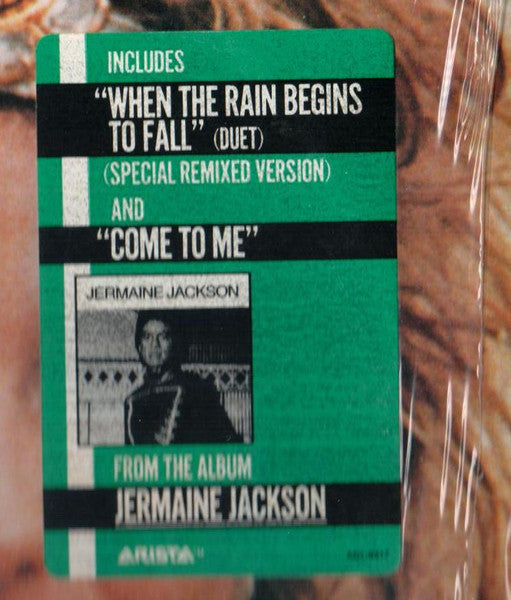 INCLUDES
“WHEN THE RAIN BEGINS
TO FALL” (DUET)
(SPECIAL REMIXED VERSION)
AND
“COME TO ME”
JERMAINE JACKSON
FROM THE ALBUM
JERMAINE JACKSON
ARISTA